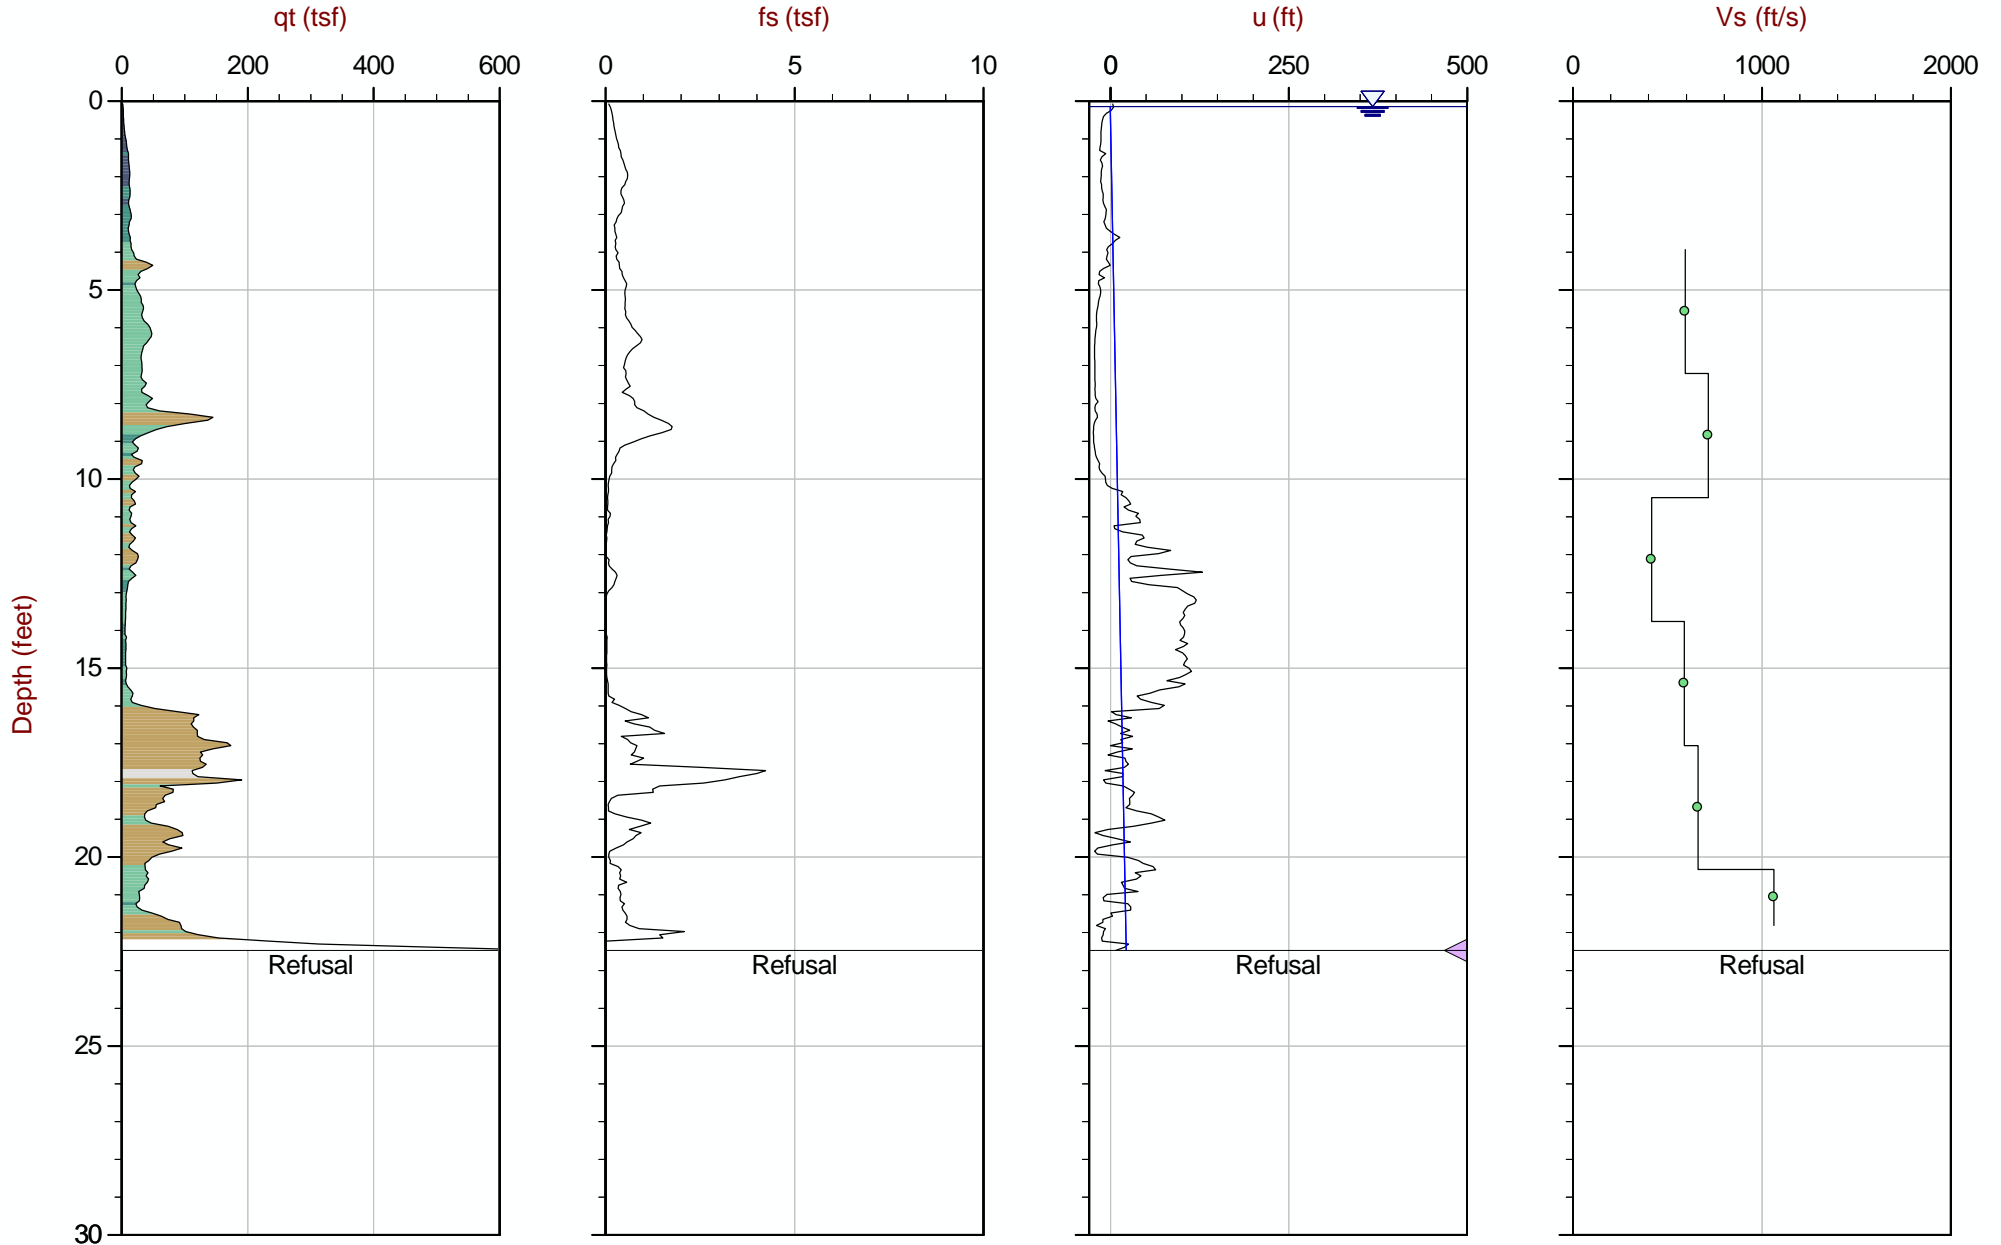 qt (tsf) fs (tsf) u (ft) Vs (ft/s)
0 200 400 600 0 5 10 0 250 500 0 1000 2000
0
5
10
15
20
25
30
Depth (feet)
Refusal Refusal Refusal Refusal